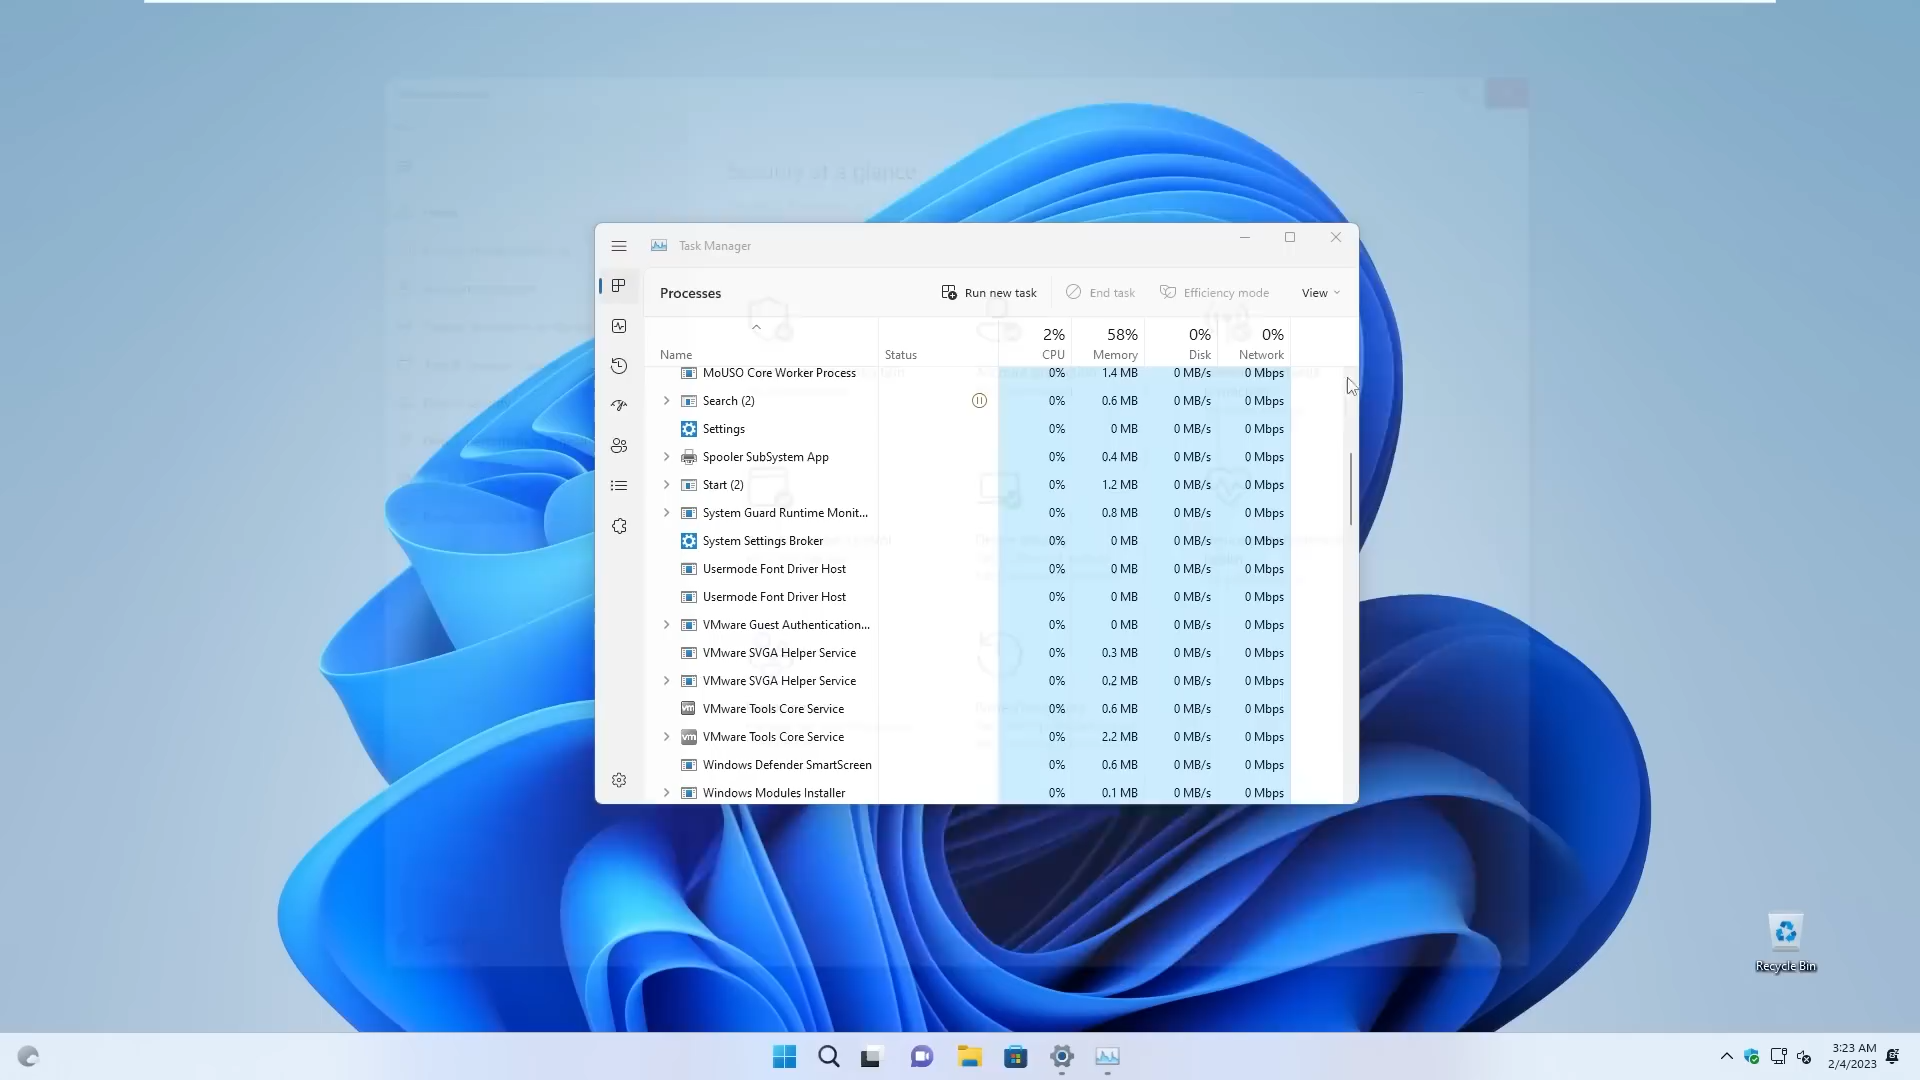 Security at a glance
Task Manager
Processes
Run new task
End task
Efficiency mode
View
2% 58% 0% 0%
Name Status CPU Memory Disk Network
MoUSO Core Worker Process 0% 1.4 MB 0 MB/s 0 Mbps
Search (2) 0% 0.6 MB 0 MB/s 0 Mbps
Settings 0% 0 MB 0 MB/s 0 Mbps
Spooler SubSystem App 0% 0.4 MB 0 MB/s 0 Mbps
Start (2) 0% 1.2 MB 0 MB/s 0 Mbps
System Guard Runtime Monit... 0% 0.8 MB 0 MB/s 0 Mbps
System Settings Broker 0% 0 MB 0 MB/s 0 Mbps
Usermode Font Driver Host 0% 0 MB 0 MB/s 0 Mbps
Usermode Font Driver Host 0% 0 MB 0 MB/s 0 Mbps
VMware Guest Authentication... 0% 0 MB 0 MB/s 0 Mbps
VMware SVGA Helper Service 0% 0.3 MB 0 MB/s 0 Mbps
VMware SVGA Helper Service 0% 0.2 MB 0 MB/s 0 Mbps
vm VMware Tools Core Service 0% 0.6 MB 0 MB/s 0 Mbps
vm VMware Tools Core Service 0% 2.2 MB 0 MB/s 0 Mbps
Windows Defender SmartScreen 0% 0.6 MB 0 MB/s 0 Mbps
Windows Modules Installer 0% 0.1 MB 0 MB/s 0 Mbps
Recycle Bin
3:23 AM
2/4/2023